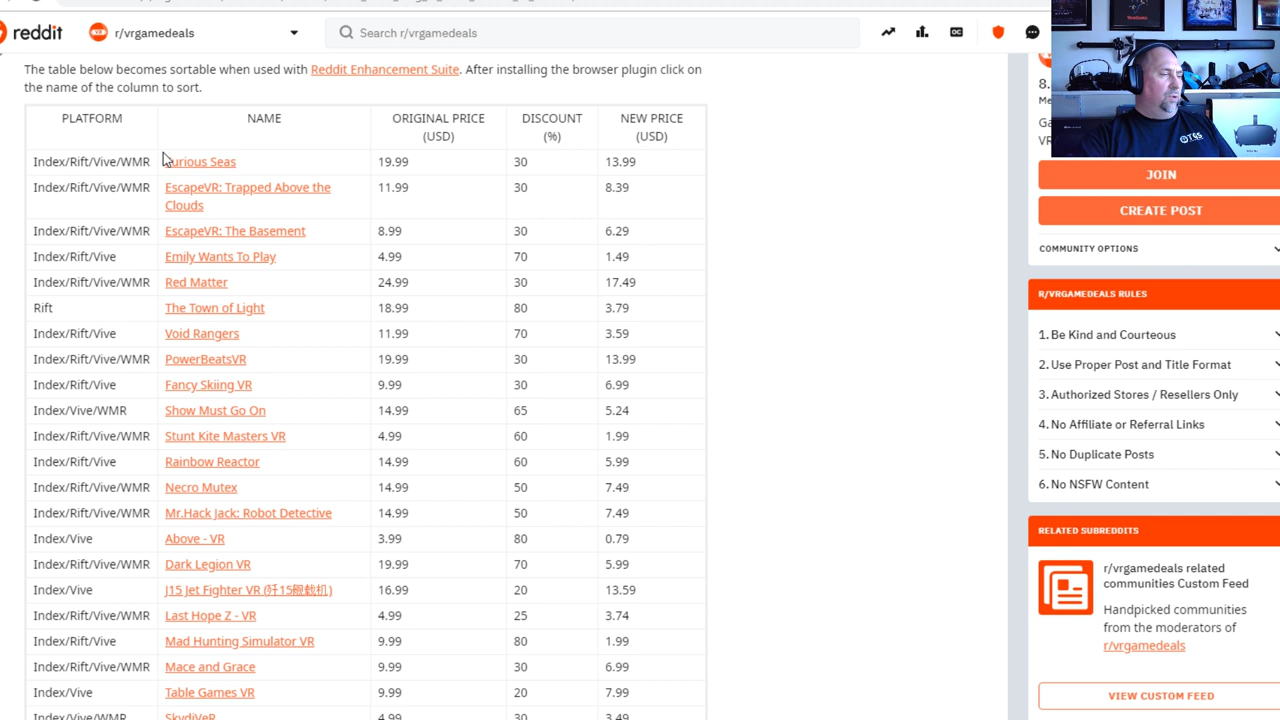 reddit r/vrgamedeals Search r/vrgamedeals
The table below becomes sortable when used with Reddit Enhancement Suite. After installing the browser plugin click on
the name of the column to sort.
PLATFORM NAME ORIGINAL PRICE (USD) DISCOUNT (%) NEW PRICE (USD)
Index/Rift/Vive/WMR Furious Seas 19.99 30 13.99
Index/Rift/Vive/WMR EscapeVR: Trapped Above the 11.99 30 8.39
Clouds
Index/Rift/Vive/WMR EscapeVR: The Basement 8.99 30 6.29
Index/Rift/Vive Emily Wants To Play 4.99 70 1.49
Index/Rift/Vive/WMR Red Matter 24.99 30 17.49
Rift The Town of Light 18.99 80 3.79
Index/Rift/Vive Void Rangers 11.99 70 3.59
Index/Rift/Vive/WMR PowerBeatsVR 19.99 30 13.99
Index/Rift/Vive Fancy Skiing VR 9.99 30 6.99
Index/Vive/WMR Show Must Go On 14.99 65 5.24
Index/Rift/Vive/WMR Stunt Kite Masters VR 4.99 60 1.99
Index/Rift/Vive Rainbow Reactor 14.99 60 5.99
Index/Rift/Vive/WMR Necro Mutex 14.99 50 7.49
Index/Rift/Vive/WMR Mr.Hack Jack: Robot Detective 14.99 50 7.49
Index/Vive Above - VR 3.99 80 0.79
Index/Rift/Vive/WMR Dark Legion VR 19.99 70 5.99
Index/Vive J15 Jet Fighter VR (歼15舰载机) 16.99 20 13.59
Index/Rift/Vive/WMR Last Hope Z - VR 4.99 25 3.74
Index/Rift/Vive Mad Hunting Simulator VR 9.99 80 1.99
Index/Rift/Vive/WMR Mace and Grace 9.99 30 6.99
Index/Vive Table Games VR 9.99 20 7.99
Index/Vive/WMR SkydiVeR 4.99 30 3.49
8.
JOIN
CREATE POST
COMMUNITY OPTIONS
R/VRGAMEDEALS RULES
1. Be Kind and Courteous
2. Use Proper Post and Title Format
3. Authorized Stores / Resellers Only
4. No Affiliate or Referral Links
5. No Duplicate Posts
6. No NSFW Content
RELATED SUBREDDITS
r/vrgamedeals related
communities Custom Feed
Handpicked communities
from the moderators of
r/vrgamedeals
VIEW CUSTOM FEED